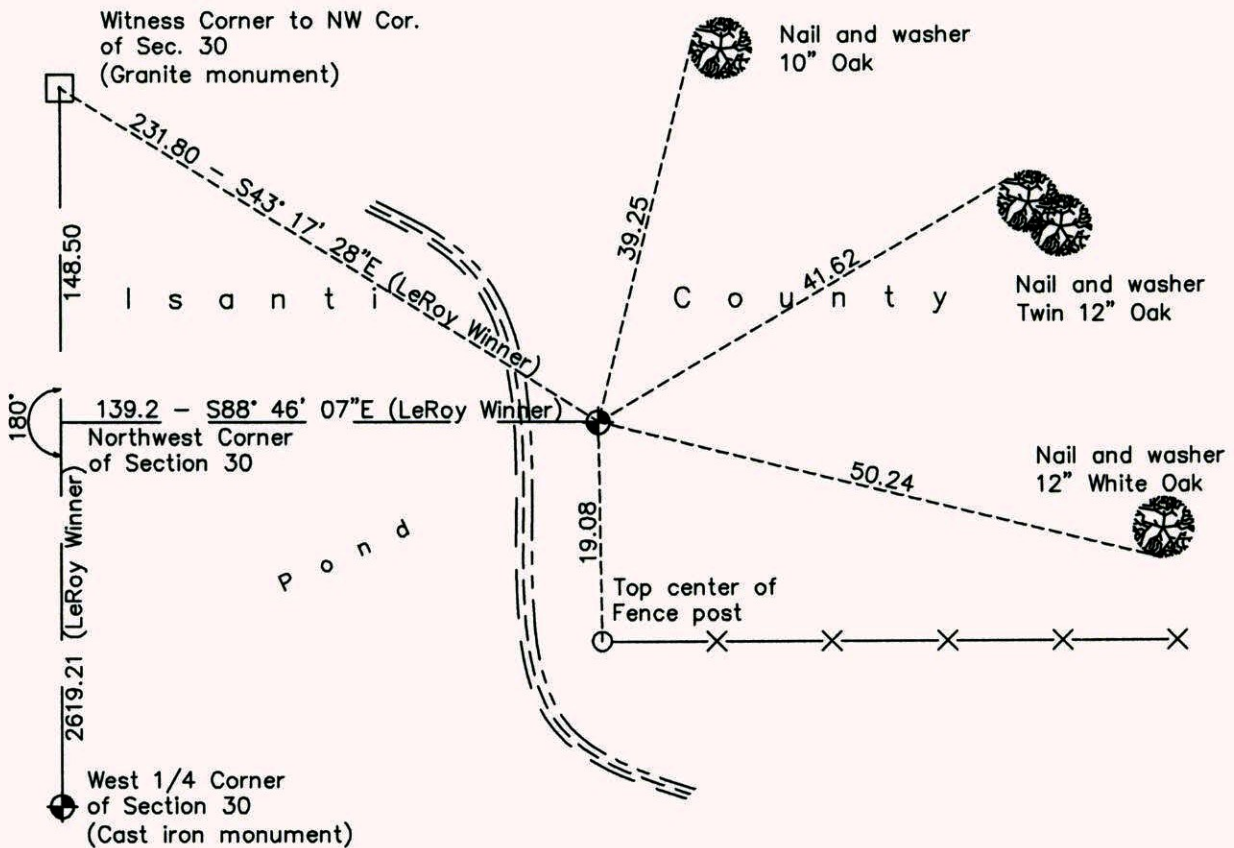 Witness Corner to NW Cor.
of Sec. 30
(Granite monument)
Nail and washer
10" Oak
231.80 – S43° 17' 28"E (LeRoy Winner)
39.25
41.62
148.50
Isanti County
Nail and washer
Twin 12" Oak
180°
139.2 – S88° 46' 07"E (LeRoy Winner)
Northwest Corner
of Section 30
50.24
Nail and washer
12" White Oak
19.08
Pond
Top center of
Fence post
2619.21 (LeRoy Winner)
West 1/4 Corner
of Section 30
(Cast iron monument)